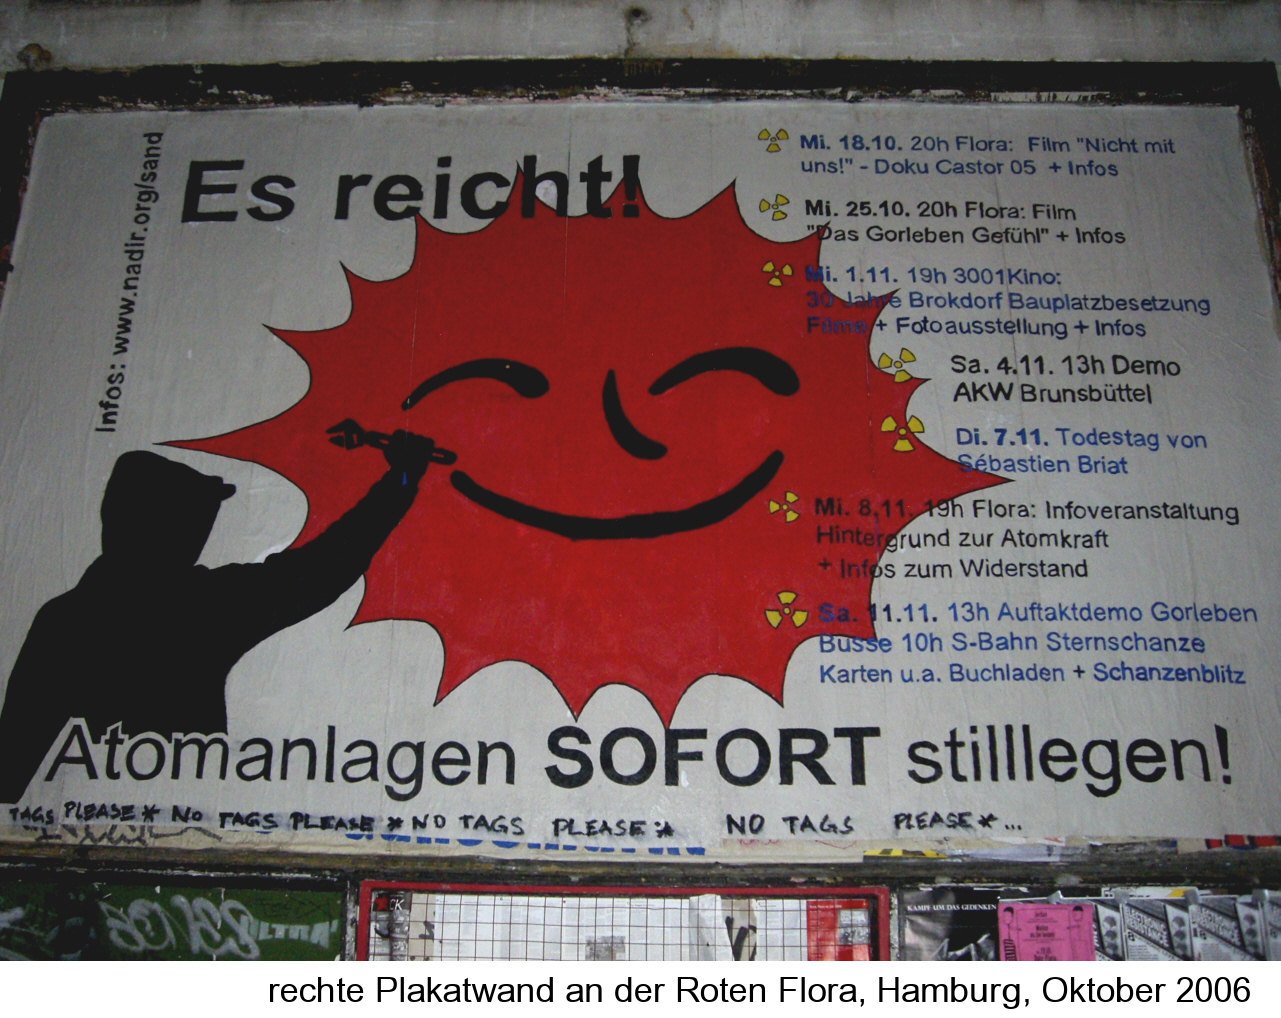 Infos: www.nadir.org/sand
Es reicht!
Mi. 18.10. 20h Flora: Film "Nicht mit
uns!" - Doku Castor 05 + Infos
Mi. 25.10. 20h Flora: Film
"Das Gorleben Gefühl" + Infos
Mi. 1.11. 19h 3001Kino:
30 Jahre Brokdorf Bauplatzbesetzung
Filme + Fotoausstellung + Infos
Sa. 4.11. 13h Demo
AKW Brunsbüttel
Di. 7.11. Todestag von
Sébastien Briat
Mi. 8.11. 19h Flora: Infoveranstaltung
Hintergrund zur Atomkraft
+ Infos zum Widerstand
Sa. 11.11. 13h Auftaktdemo Gorleben
Busse 10h S-Bahn Sternschanze
Karten u.a. Buchladen + Schanzenblitz
Atomanlagen SOFORT stilllegen!
TAGS PLEASE * NO TAGS PLEASE * NO TAGS PLEASE * NO TAGS PLEASE * ...
KAMPF UM DAS GEDENKEN
rechte Plakatwand an der Roten Flora, Hamburg, Oktober 2006